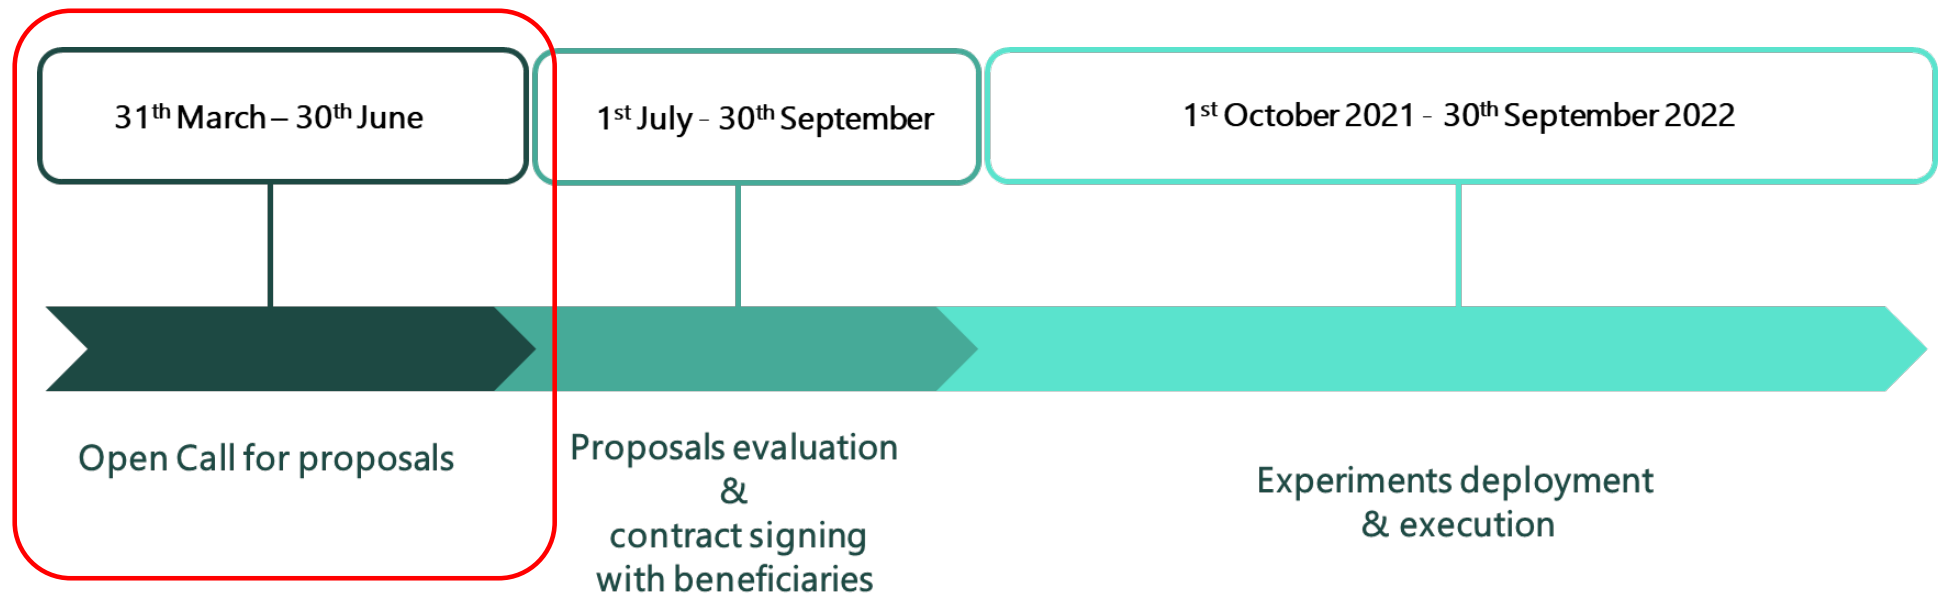 31th March – 30th June
1st July - 30th September
1st October 2021 - 30th September 2022
Open Call for proposals
Proposals evaluation
&
contract signing
with beneficiaries
Experiments deployment
& execution